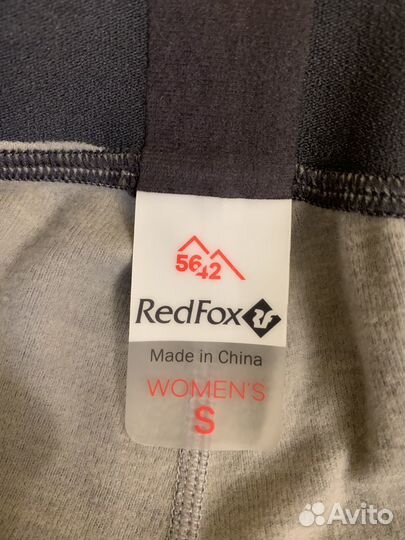 5642
RedFox
Made in China
WOMEN'S
S
Avito